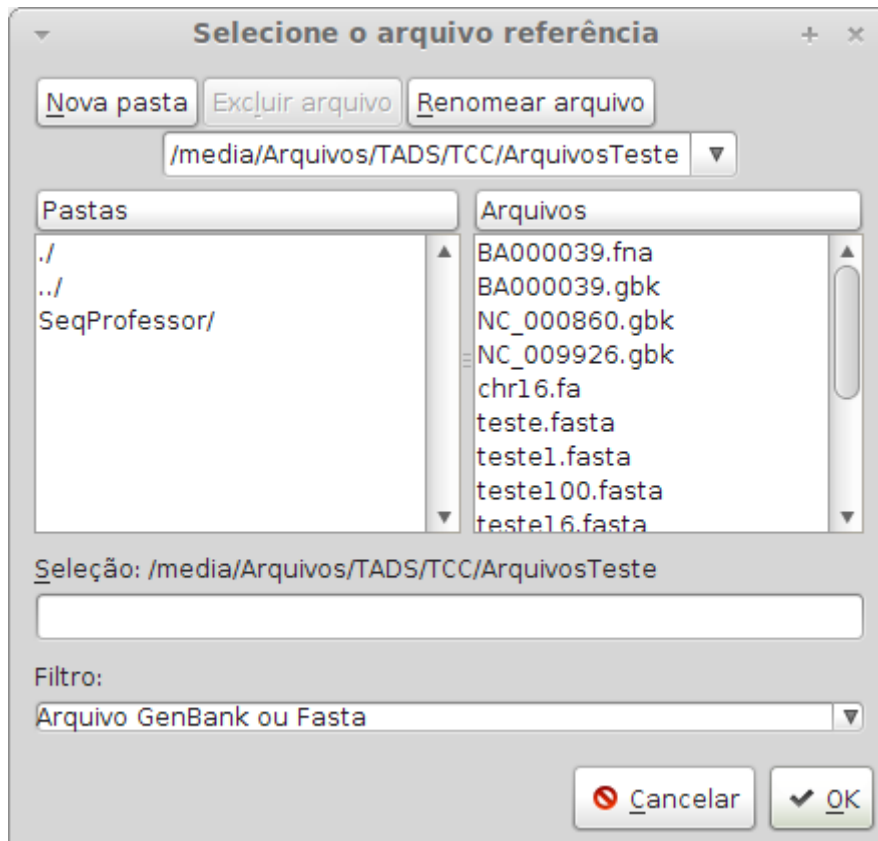 Selecione o arquivo referência
Nova pasta Excluir arquivo Renomear arquivo
/media/Arquivos/TADS/TCC/ArquivosTeste
Pastas
./
../
SeqProfessor/
Arquivos
BA000039.fna
BA000039.gbk
NC_000860.gbk
NC_009926.gbk
chr16.fa
teste.fasta
teste1.fasta
teste100.fasta
teste16.fasta
Seleção: /media/Arquivos/TADS/TCC/ArquivosTeste
Filtro:
Arquivo GenBank ou Fasta
Cancelar OK